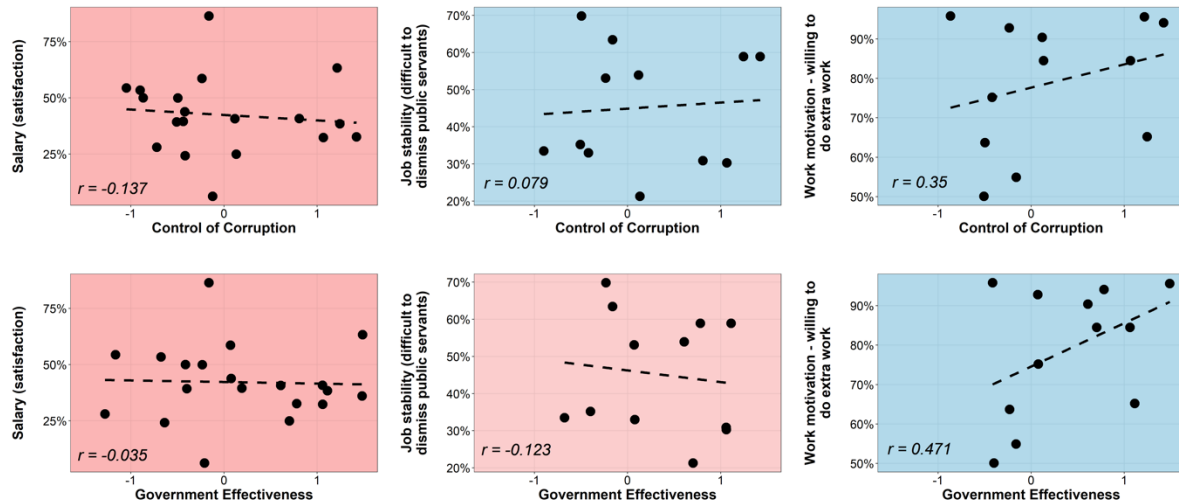 Salary (satisfaction)
75%
50%
25%
r = -0.137
-1
0
1
Control of Corruption
Job stability (difficult to
dismiss public servants)
70%
60%
50%
40%
30%
20%
r = 0.079
-1
0
1
Control of Corruption
Work motivation - willing to
do extra work
90%
80%
70%
60%
50%
r = 0.35
-1
0
1
Control of Corruption
Salary (satisfaction)
75%
50%
25%
r = -0.035
-1
0
1
Government Effectiveness
Job stability (difficult to
dismiss public servants)
70%
60%
50%
40%
30%
20%
r = -0.123
-1
0
1
Government Effectiveness
Work motivation - willing to
do extra work
90%
80%
70%
60%
50%
r = 0.471
-1
0
1
Government Effectiveness